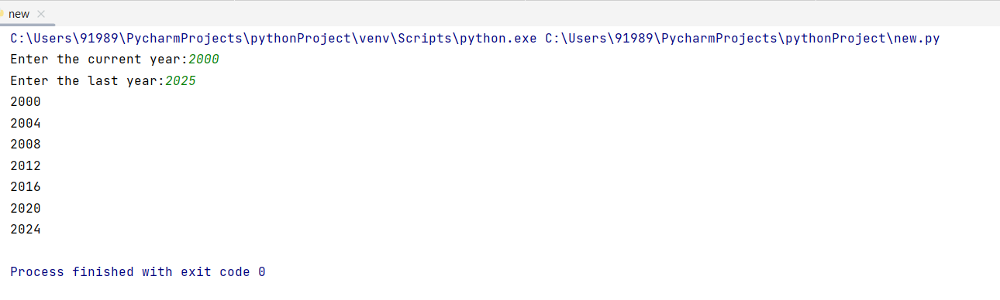 new
C:\Users\91989\PycharmProjects\pythonProject\venv\Scripts\python.exe C:\Users\91989\PycharmProjects\pythonProject\new.py
Enter the current year:2000
Enter the last year:2025
2000
2004
2008
2012
2016
2020
2024
Process finished with exit code 0